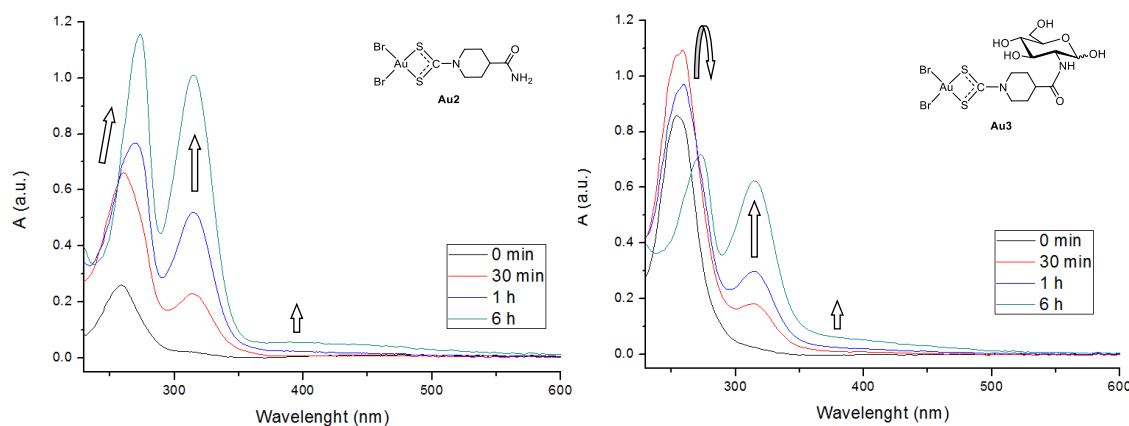 1.2
1.0
0.8
0.6
0.4
0.2
0.0
A (a.u.)
300
400
500
600
Wavelenght (nm)
Br
Br
Au
S
S
C
N
O
NH2
Au2
0 min
30 min
1 h
6 h
1.2
1.0
0.8
0.6
0.4
0.2
0.0
A (a.u.)
300
400
500
600
Wavelenght (nm)
OH
O
HO
HO
OH
NH
O
Br
Br
Au
S
S
C
N
Au3
0 min
30 min
1 h
6 h